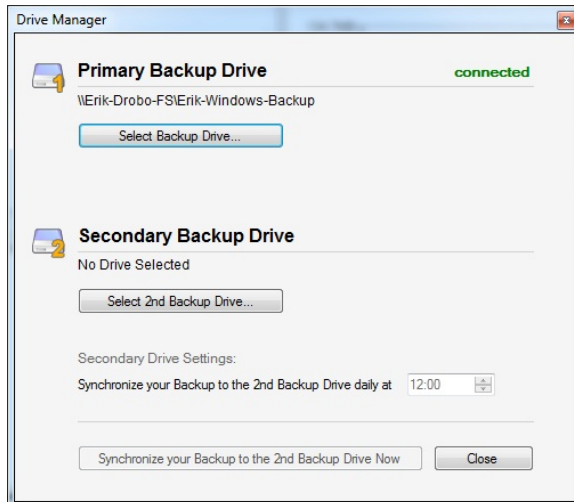 Drive Manager
1
Primary Backup Drive
connected
\\Erik-Drobo-FS\Erik-Windows-Backup
Select Backup Drive...
2
Secondary Backup Drive
No Drive Selected
Select 2nd Backup Drive...
Secondary Drive Settings:
Synchronize your Backup to the 2nd Backup Drive daily at 12:00
Synchronize your Backup to the 2nd Backup Drive Now
Close